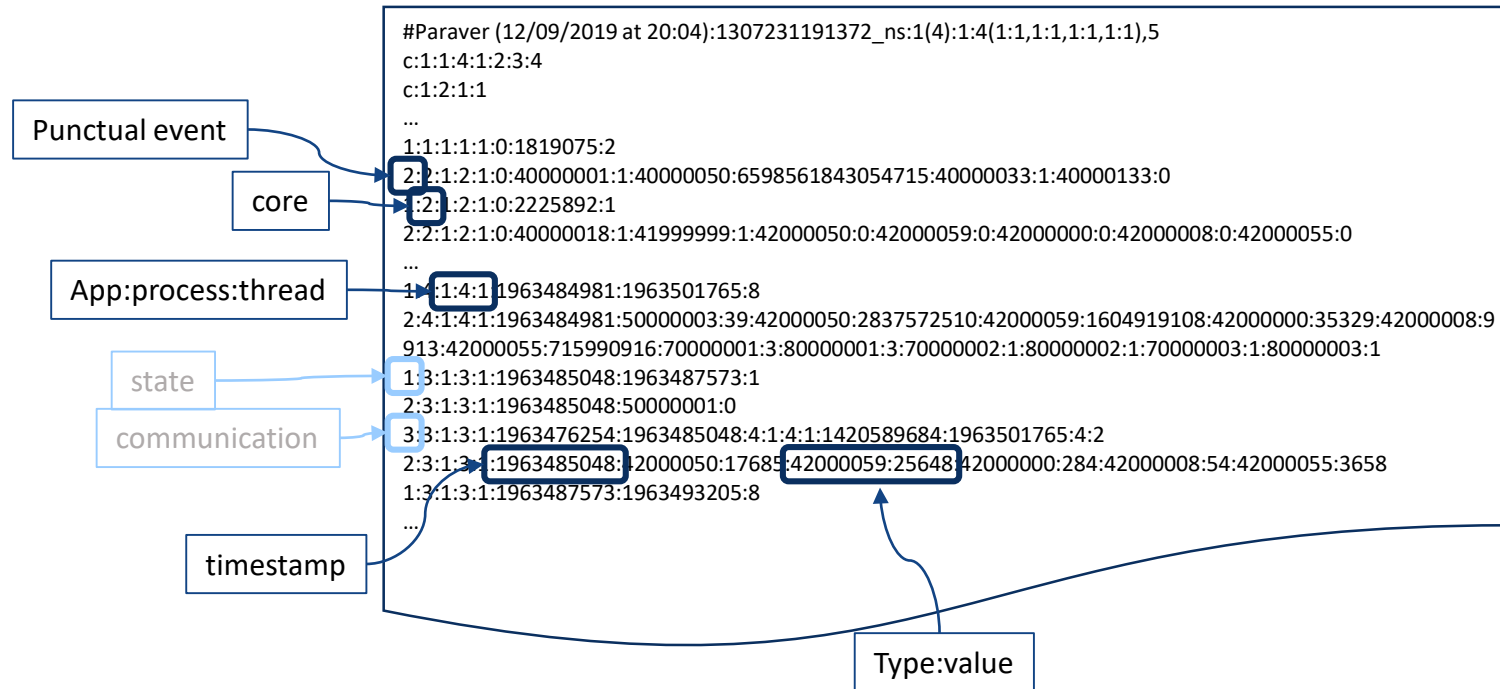 #Paraver (12/09/2019 at 20:04):1307231191372_ns:1(4):1:4(1:1,1:1,1:1,1:1),5
c:1:1:4:1:2:3:4
c:1:2:1:1
...
Punctual event
1:1:1:1:1:0:1819075:2
2:2:1:2:1:0:40000001:1:40000050:6598561843054715:40000033:1:40000133:0
core
1:2:1:2:1:0:2225892:1
2:2:1:2:1:0:40000018:1:41999999:1:42000050:0:42000059:0:42000000:0:42000008:0:42000055:0
...
App:process:thread
1:4:1:4:1:1963484981:1963501765:8
2:4:1:4:1:1963484981:50000003:39:42000050:2837572510:42000059:1604919108:42000000:35329:42000008:9
913:42000055:715990916:70000001:3:80000001:3:70000002:1:80000002:1:70000003:1:80000003:1
state
1:3:1:3:1:1963485048:1963487573:1
2:3:1:3:1:1963485048:50000001:0
communication
3:3:1:3:1:1963476254:1963485048:4:1:4:1:1420589684:1963501765:4:2
2:3:1:3:1:1963485048:42000050:17685:42000059:25648:42000000:284:42000008:54:42000055:3658
1:3:1:3:1:1963487573:1963493205:8
...
timestamp
Type:value